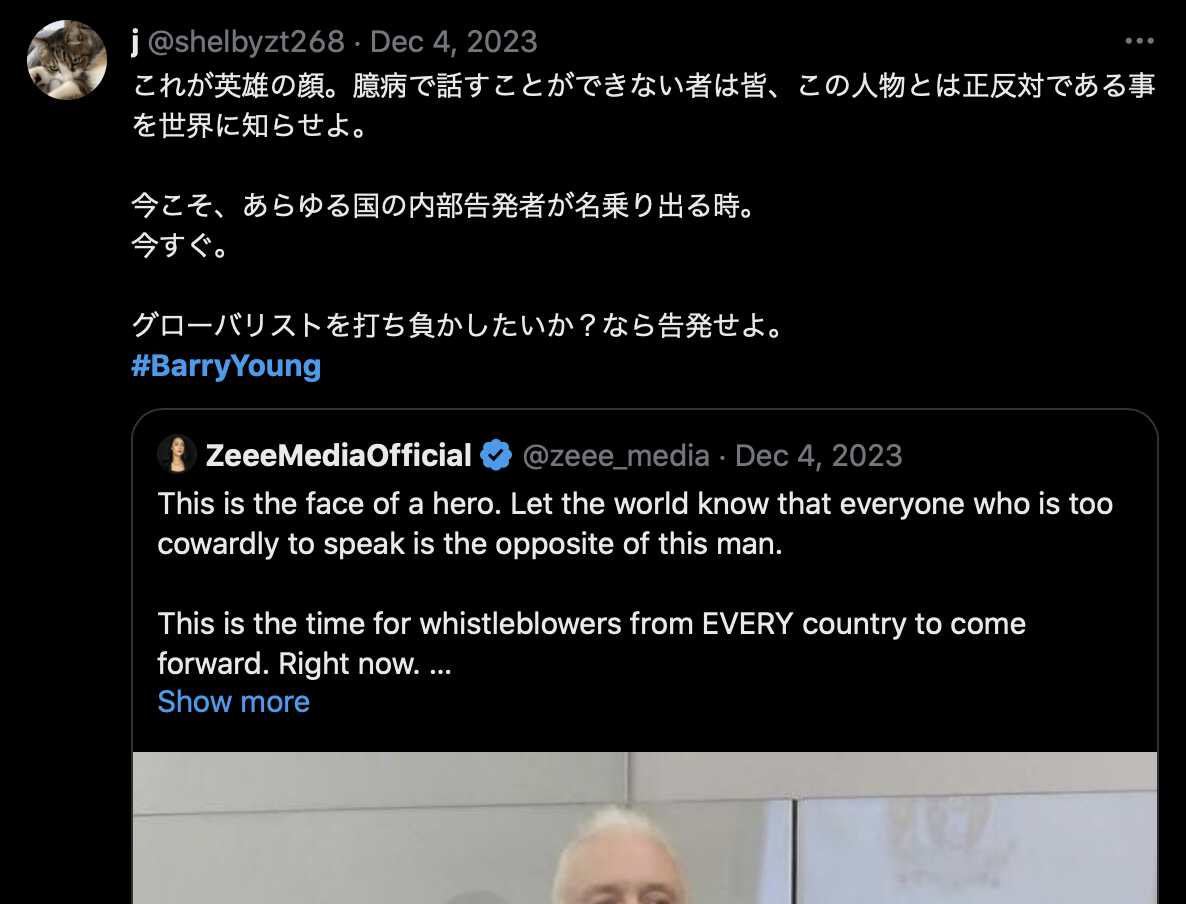 j @shelbyzt268 · Dec 4, 2023
これが英雄の顔。臆病で話すことができない者は皆、この人物とは正反対である事
を世界に知らせよ。
今こそ、あらゆる国の内部告発者が名乗り出る時。
今すぐ。
グローバリストを打ち負かしたいか？なら告発せよ。
#BarryYoung
ZeeeMediaOfficial @zeee_media · Dec 4, 2023
This is the face of a hero. Let the world know that everyone who is too
cowardly to speak is the opposite of this man.
This is the time for whistleblowers from EVERY country to come
forward. Right now. ...
Show more